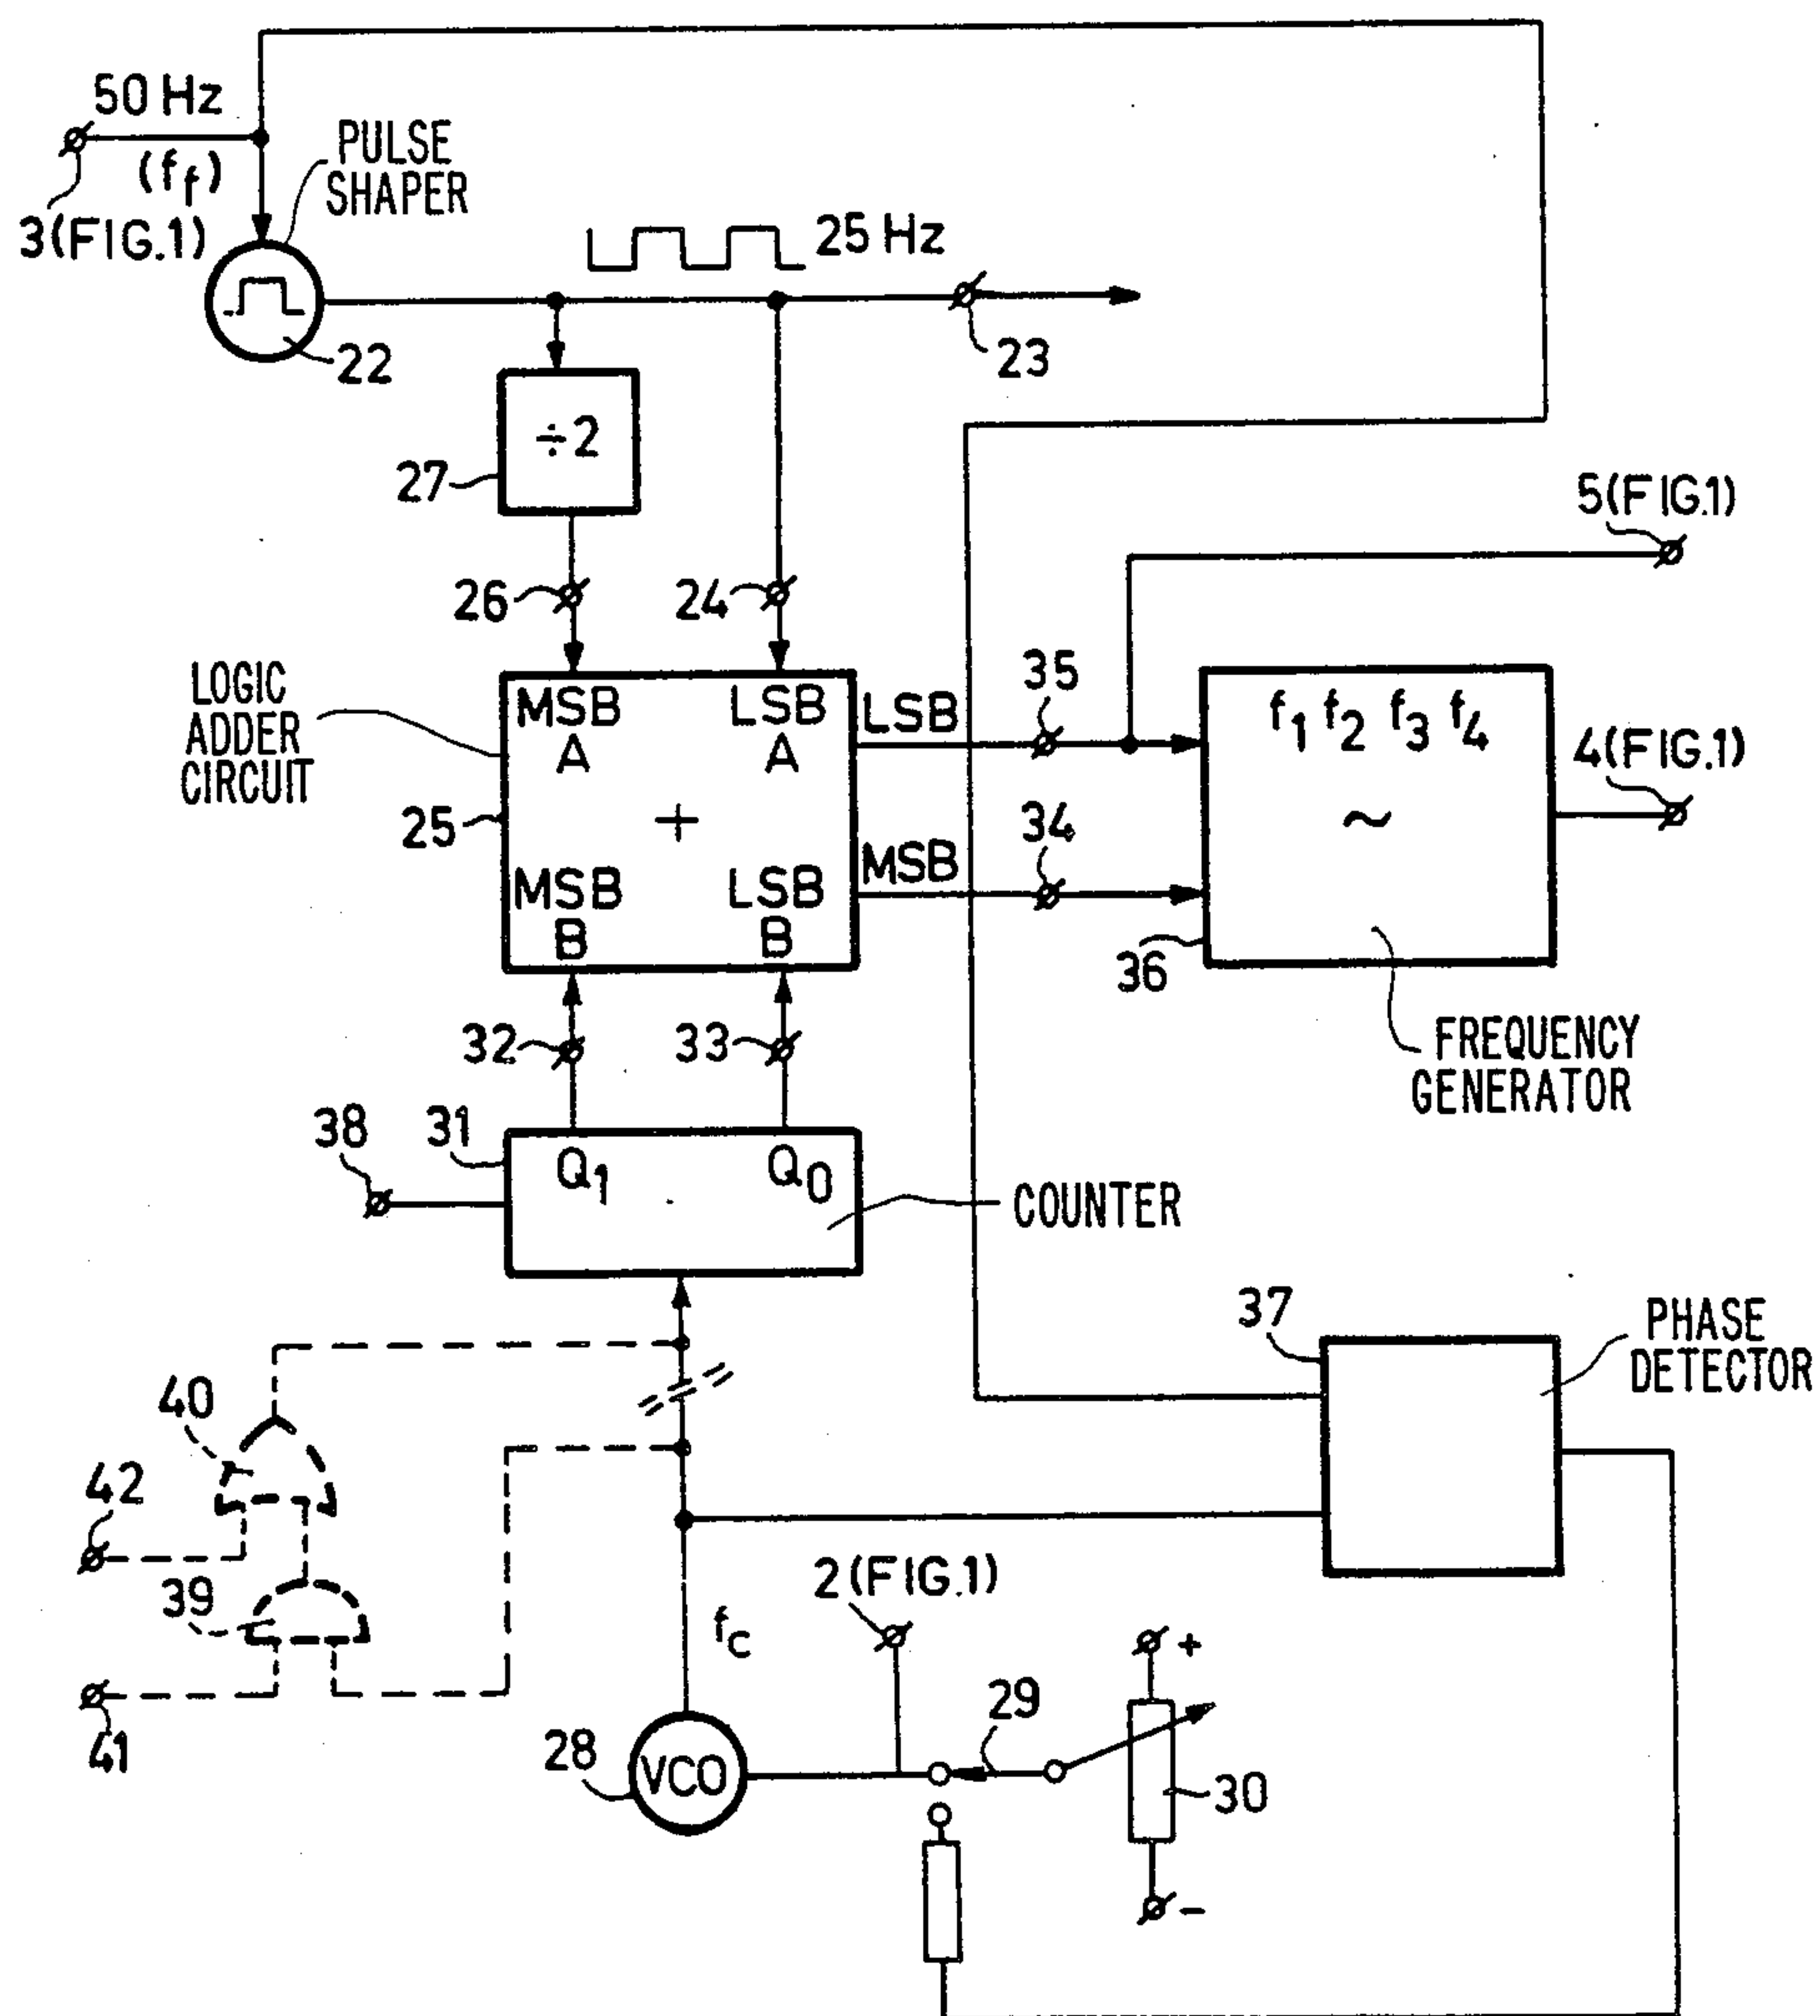 50 Hz
(ff)
3(FIG.1)
PULSE
SHAPER
22
25 Hz
23
÷2
27
26
24
5(FIG.1)
LOGIC
ADDER
CIRCUIT
25
MSB
A
LSB
A
+
MSB
B
LSB
B
LSB
35
MSB
34
f1 f2 f3 f4
~
36
4(FIG.1)
FREQUENCY
GENERATOR
32
33
38
31
Q1
Q0
COUNTER
37
PHASE
DETECTOR
40
42
39
41
fc
2(FIG.1)
28
VCO
29
+
30
-